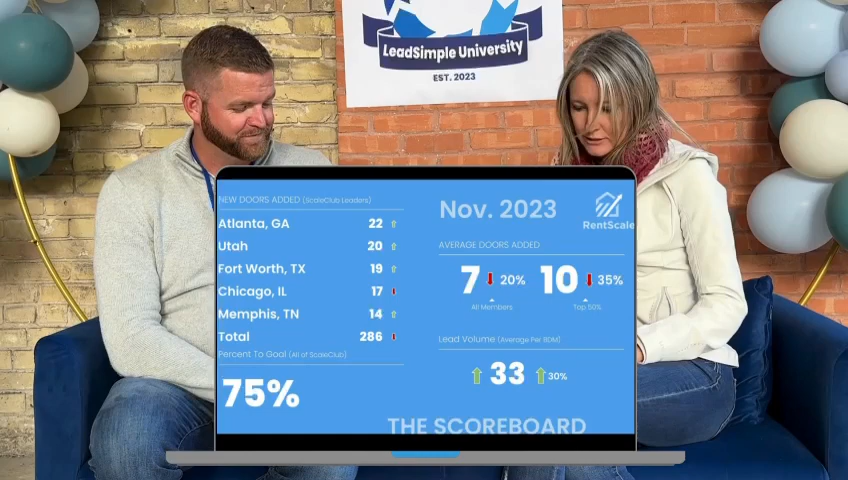 LeadSimple University
EST. 2023
NEW DOORS ADDED (ScaleClub Leaders)
Atlanta, GA 22
Utah 20
Fort Worth, TX 19
Chicago, IL 17
Memphis, TN 14
Total 286
Percent To Goal (All of ScaleClub)
75%
Nov. 2023
RentScale
AVERAGE DOORS ADDED
7 20% 10 35%
All Members Top 50%
Lead Volume (Average Per BDM)
33 30%
THE SCOREBOARD